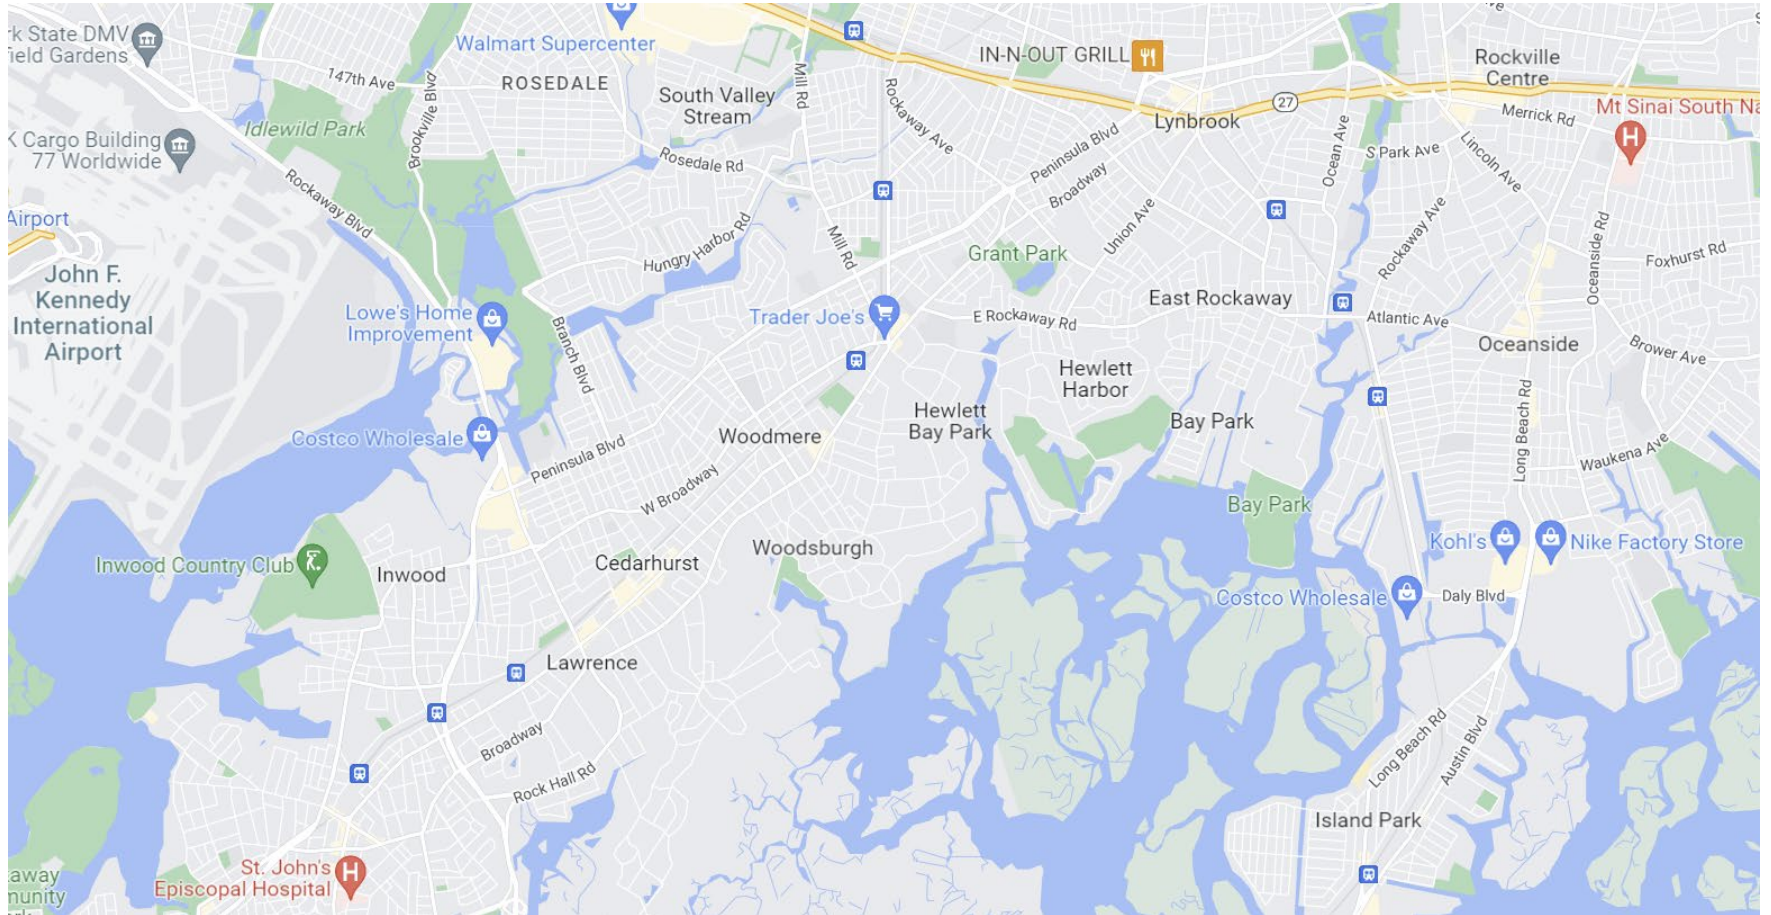 rk State DMV
field Gardens
Walmart Supercenter
147th Ave
ROSEDALE
South Valley
Stream
Mill Rd
Rockaway Ave
IN-N-OUT GRILL
Rockville
Centre
27
Merrick Rd
Mt Sinai South Na
Lynbrook
Idlewild Park
Brookville Blvd
K Cargo Building
77 Worldwide
Rosedale Rd
Peninsula Blvd
Broadway
Ocean Ave
S Park Ave
Lincoln Ave
Rockaway Blvd
Airport
Hungry Harbor Rd
Mill Rd
Grant Park
Union Ave
Rockaway Ave
Oceanside Rd
Foxhurst Rd
John F.
Kennedy
International
Airport
Lowe's Home
Improvement
Trader Joe's
E Rockaway Rd
East Rockaway
Atlantic Ave
Oceanside
Brower Ave
Branch Blvd
Hewlett
Harbor
Hewlett
Bay Park
Bay Park
Long Beach Rd
Costco Wholesale
Woodmere
Peninsula Blvd
W Broadway
Waukena Ave
Bay Park
Inwood Country Club
Inwood
Cedarhurst
Woodsburgh
Kohl's
Nike Factory Store
Costco Wholesale
Daly Blvd
Lawrence
Broadway
Rock Hall Rd
Long Beach Rd
Austin Blvd
Island Park
St. John's
Episcopal Hospital
H
H
away
munity